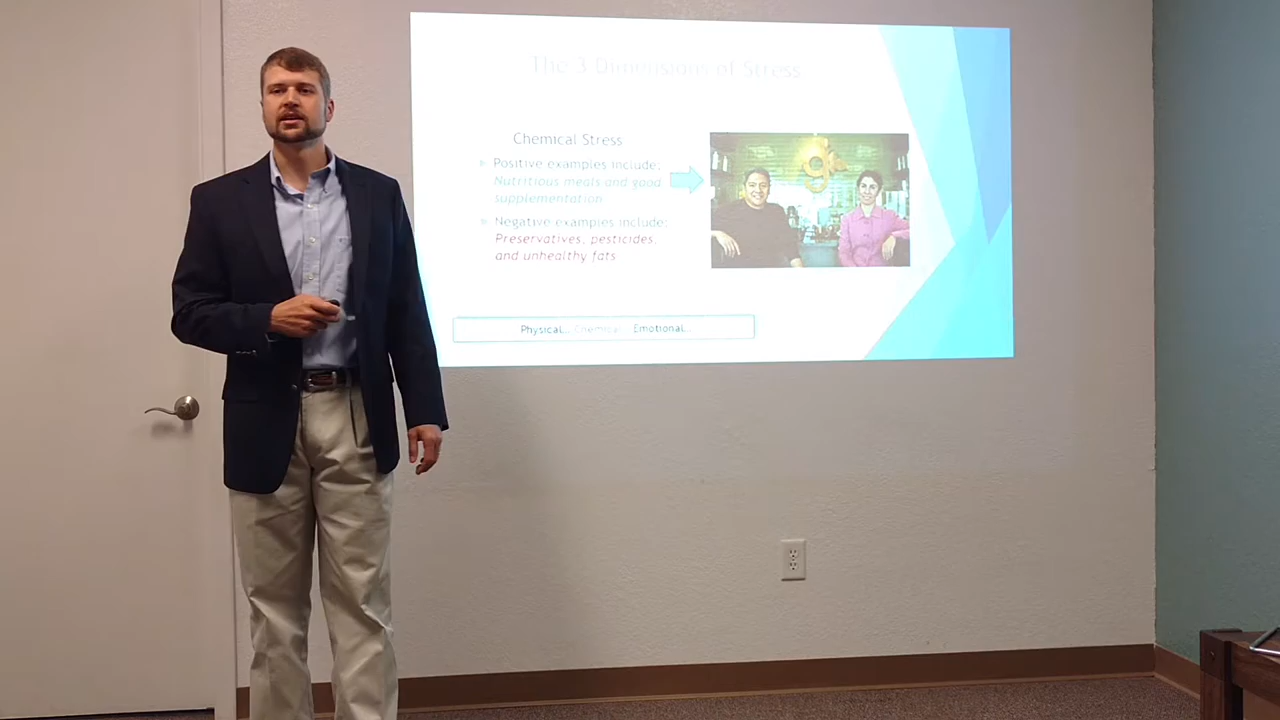 The 3 Dimensions of Stress
Chemical Stress
Positive examples include:
Nutritious meals and good
supplementation.
Negative examples include:
Preservatives, pesticides,
and unhealthy fats
Physical.. Chemical.. Emotional..